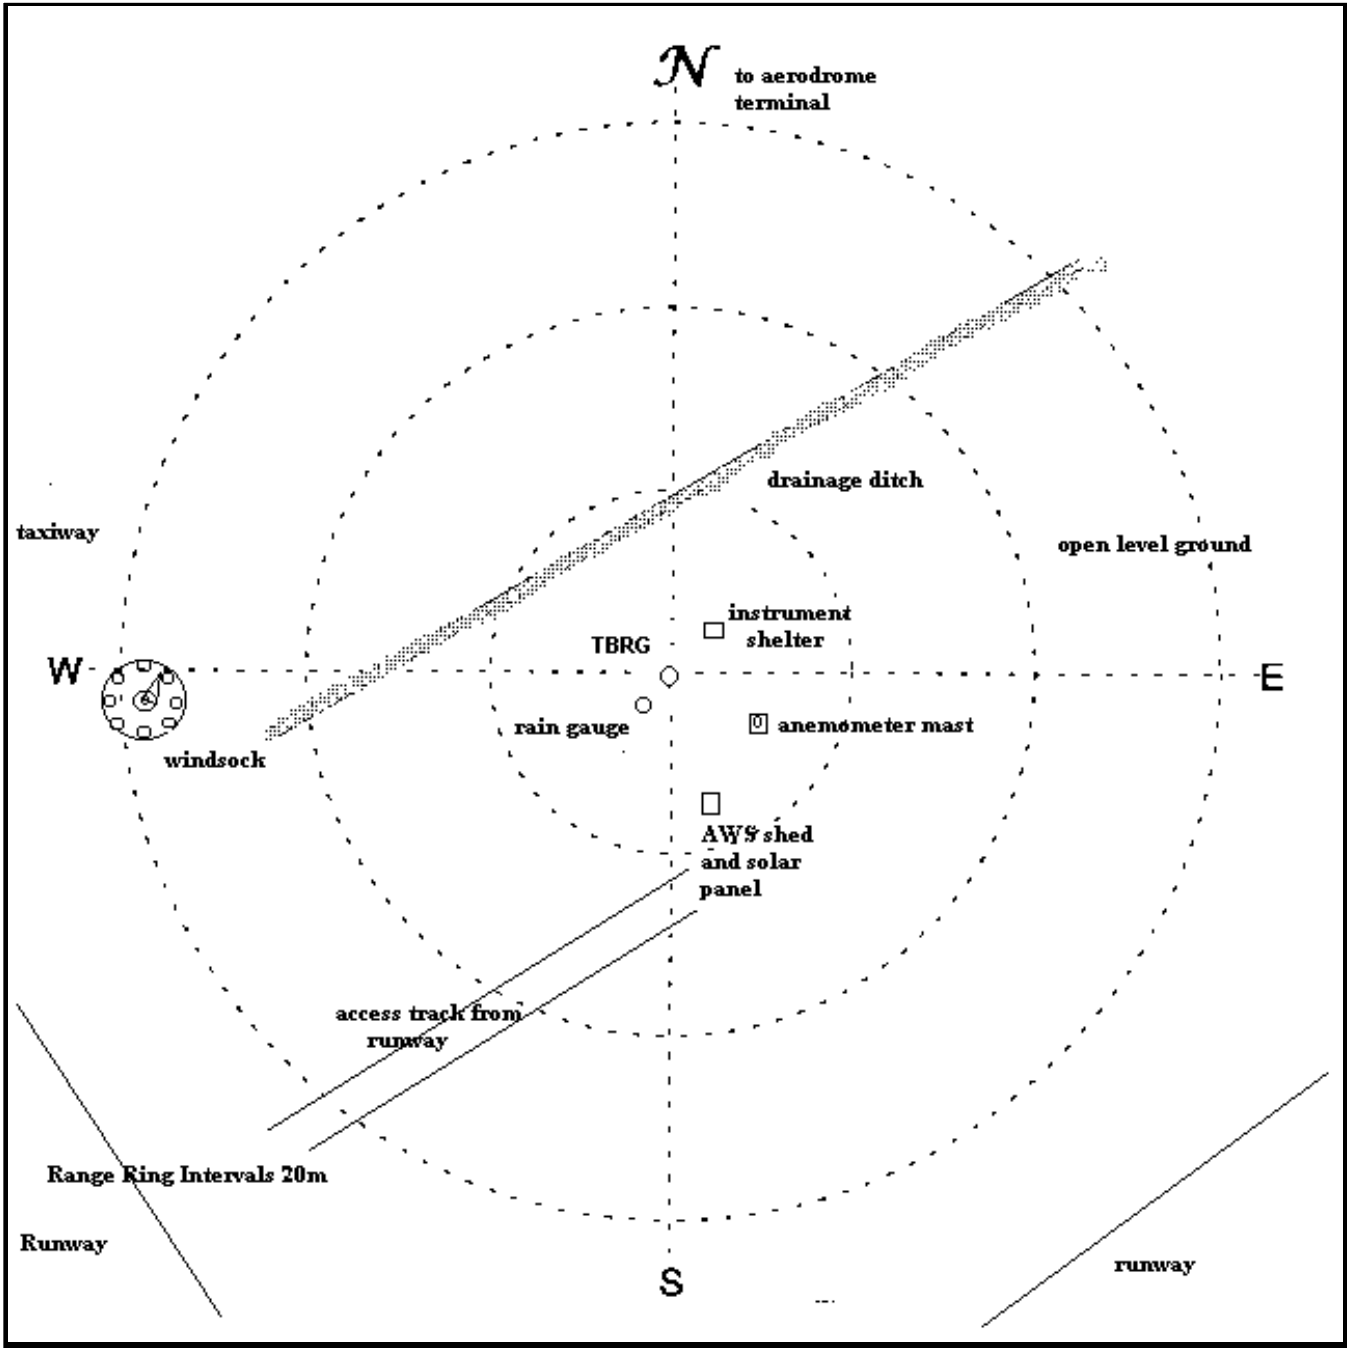 N
to aerodrome
terminal
drainage ditch
taxiway
open level ground
instrument
shelter
TBRG
W
E
rain gauge
0
anemometer mast
windsock
AWS shed
and solar
panel
access track from
runway
Range Ring Intervals 20m
Runway
runway
S